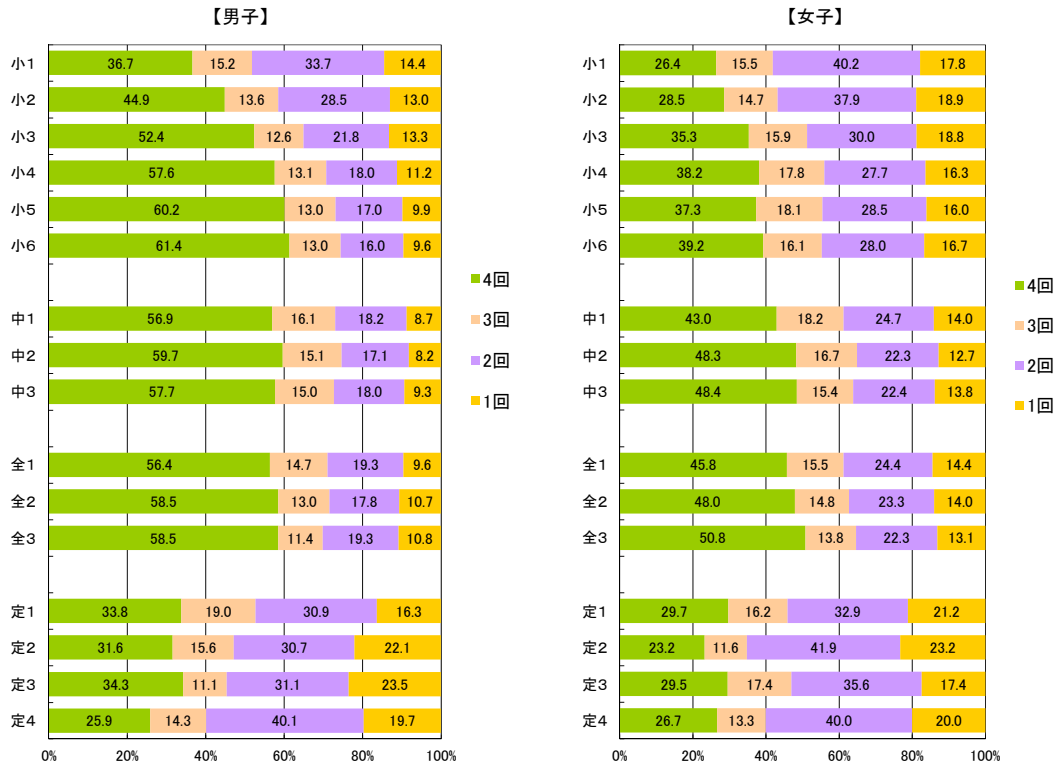 【男子】
小1 36.7 15.2 33.7 14.4
小2 44.9 13.6 28.5 13.0
小3 52.4 12.6 21.8 13.3
小4 57.6 13.1 18.0 11.2
小5 60.2 13.0 17.0 9.9
小6 61.4 13.0 16.0 9.6
中1 56.9 16.1 18.2 8.7
中2 59.7 15.1 17.1 8.2
中3 57.7 15.0 18.0 9.3
全1 56.4 14.7 19.3 9.6
全2 58.5 13.0 17.8 10.7
全3 58.5 11.4 19.3 10.8
定1 33.8 19.0 30.9 16.3
定2 31.6 15.6 30.7 22.1
定3 34.3 11.1 31.1 23.5
定4 25.9 14.3 40.1 19.7
0% 20% 40% 60% 80% 100%
4回
3回
2回
1回
【女子】
小1 26.4 15.5 40.2 17.8
小2 28.5 14.7 37.9 18.9
小3 35.3 15.9 30.0 18.8
小4 38.2 17.8 27.7 16.3
小5 37.3 18.1 28.5 16.0
小6 39.2 16.1 28.0 16.7
中1 43.0 18.2 24.7 14.0
中2 48.3 16.7 22.3 12.7
中3 48.4 15.4 22.4 13.8
全1 45.8 15.5 24.4 14.4
全2 48.0 14.8 23.3 14.0
全3 50.8 13.8 22.3 13.1
定1 29.7 16.2 32.9 21.2
定2 23.2 11.6 41.9 23.2
定3 29.5 17.4 35.6 17.4
定4 26.7 13.3 40.0 20.0
0% 20% 40% 60% 80% 100%
4回
3回
2回
1回